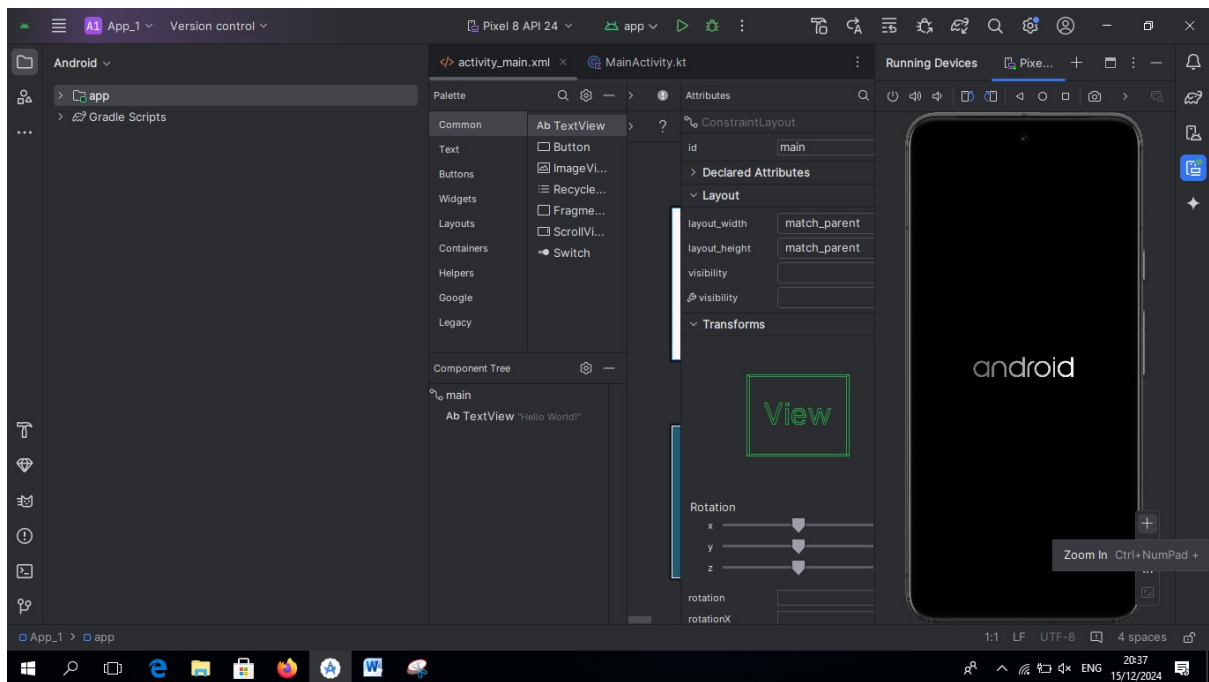 A1 App_1 Version control Pixel 8 API 24 app
Android
app
Gradle Scripts
activity_main.xml MainActivity.kt
Palette
Common
Text
Buttons
Widgets
Layouts
Containers
Helpers
Google
Legacy
Ab TextView
Button
ImageVi...
Recycle...
Fragme...
ScrollVi...
Switch
Component Tree
main
Ab TextView "Hello World!"
Attributes
ConstraintLayout
id main
Declared Attributes
Layout
layout_width match_parent
layout_height match_parent
visibility
visibility
Transforms
View
Rotation
x
y
z
rotation
rotationX
Running Devices Pixe...
android
Zoom In Ctrl+NumPad +
App_1 > app
1:1 LF UTF-8 4 spaces
ENG
20:37
15/12/2024